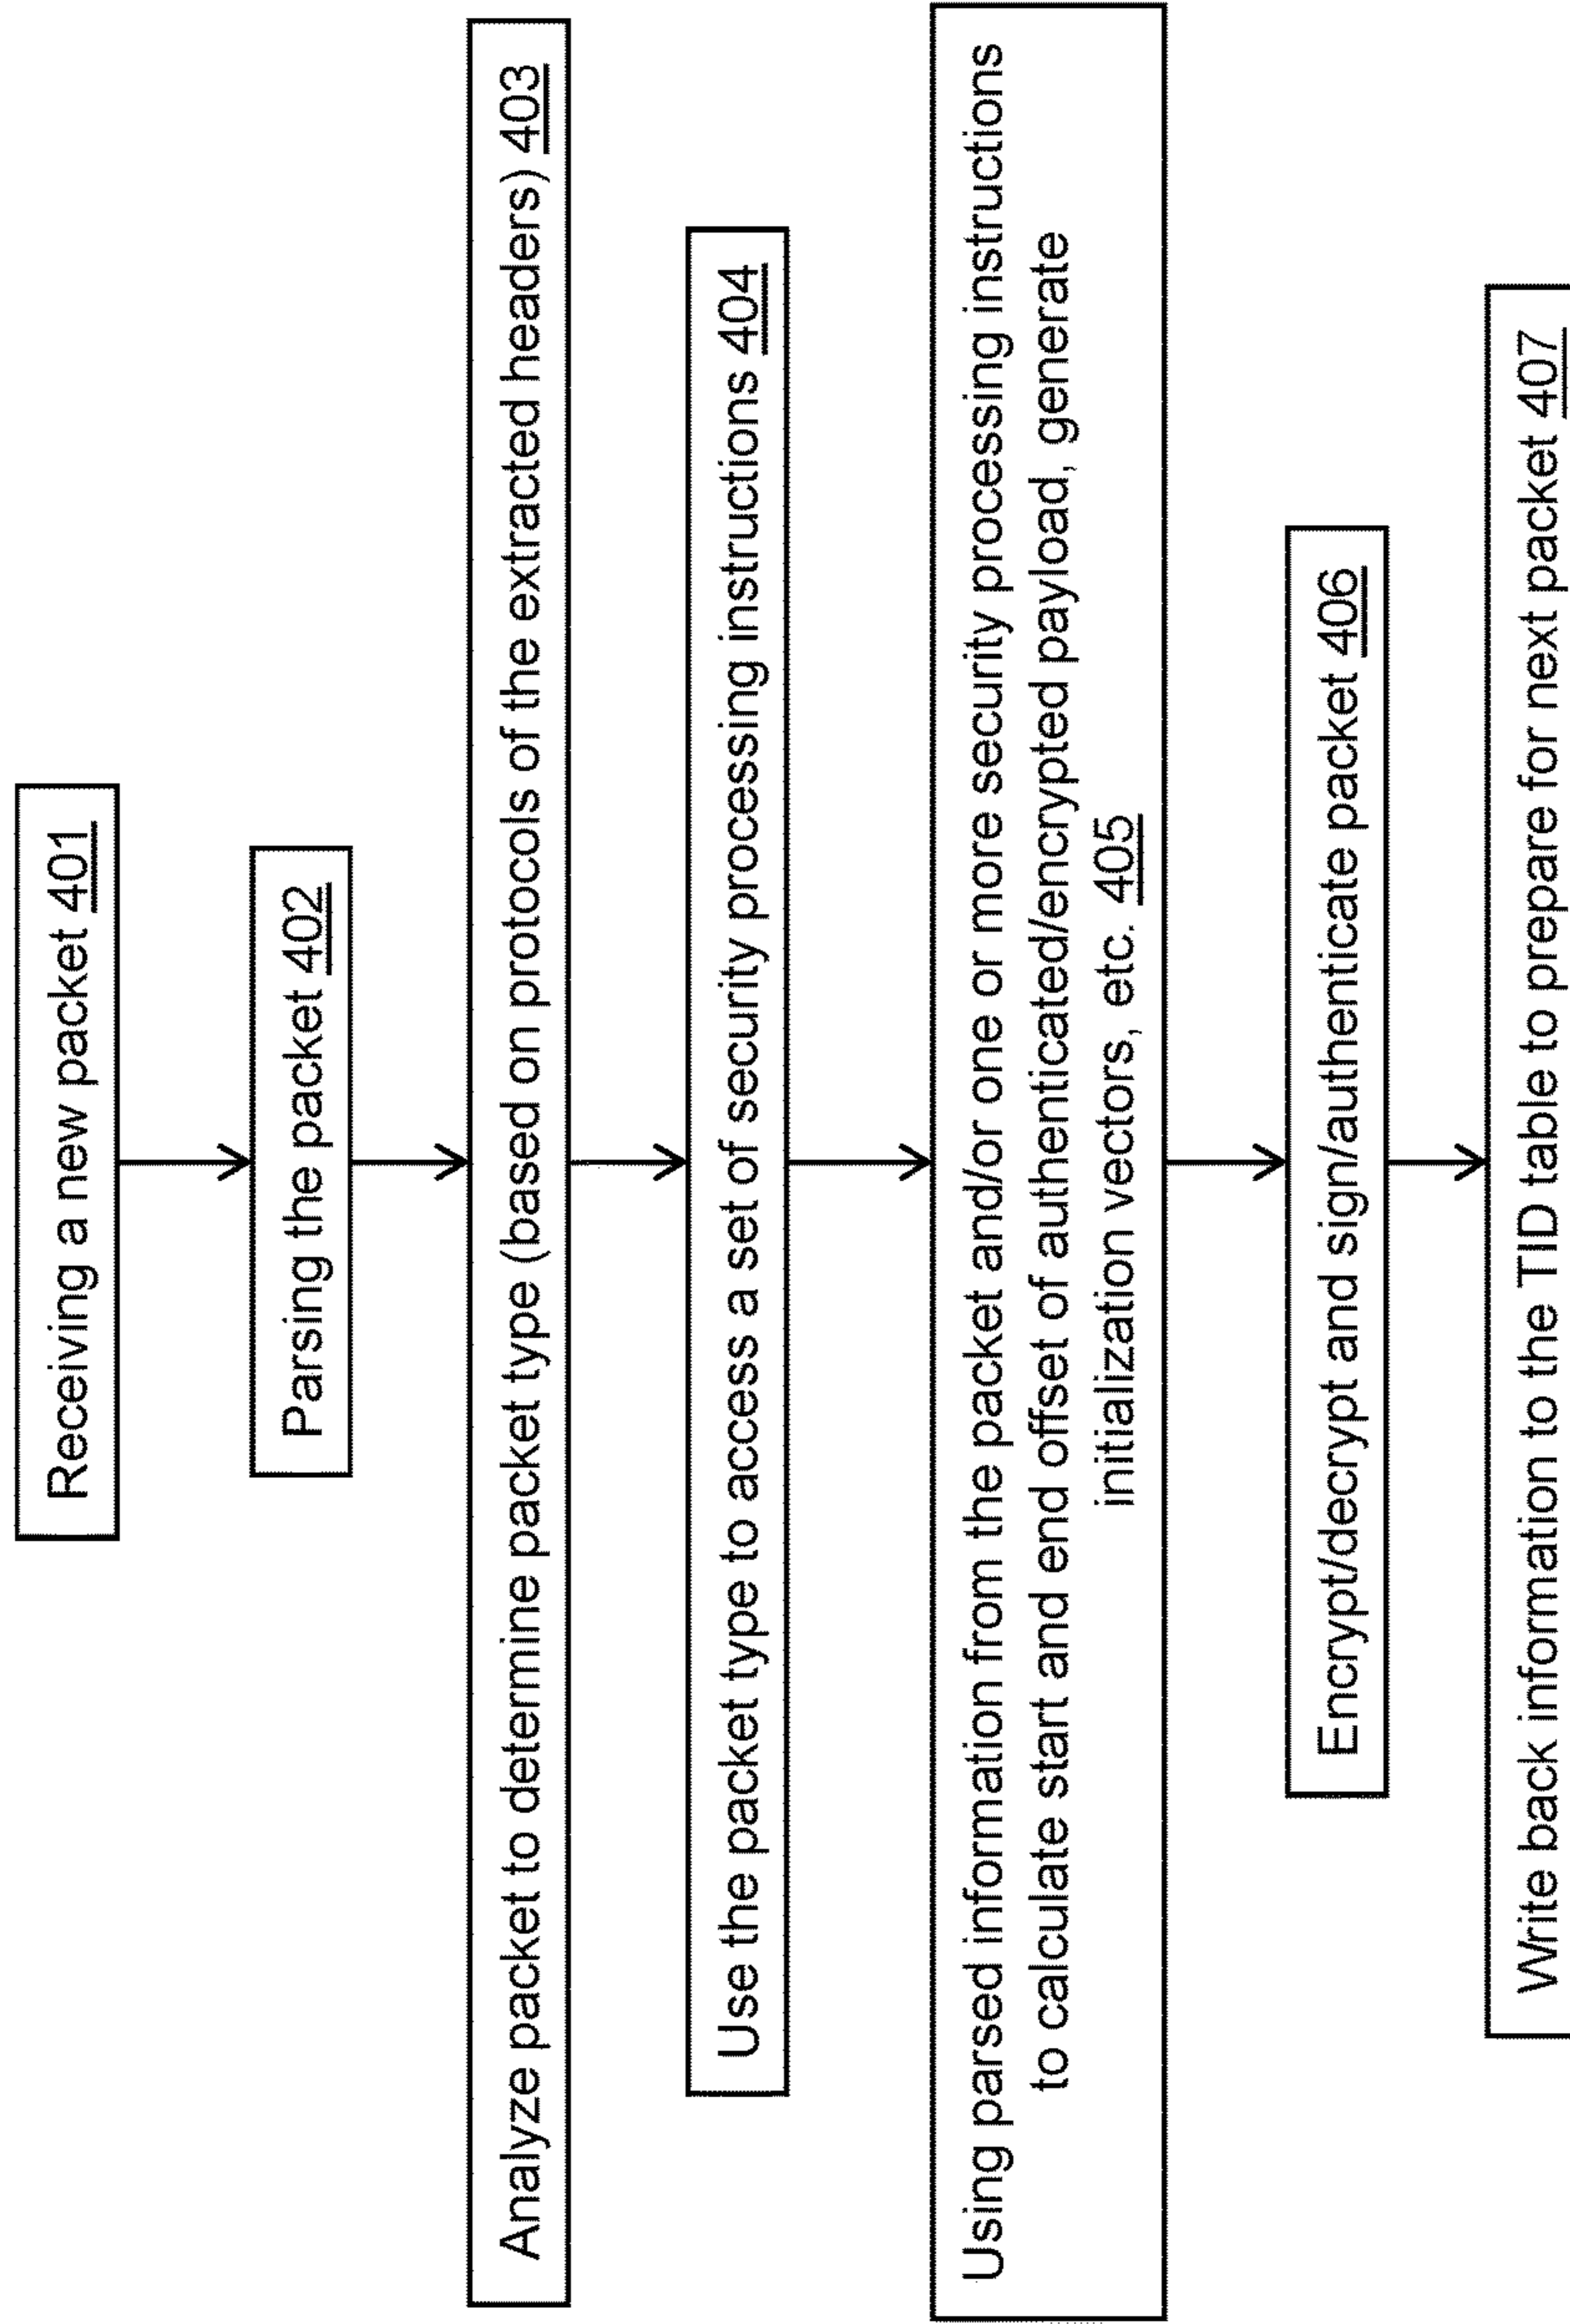 Receiving a new packet 401
Parsing the packet 402
Analyze packet to determine packet type (based on protocols of the extracted headers) 403
Use the packet type to access a set of security processing instructions 404
Using parsed information from the packet and/or one or more security processing instructions
to calculate start and end offset of authenticated/encrypted payload, generate
initialization vectors, etc. 405
Encrypt/decrypt and sign/authenticate packet 406
Write back information to the TID table to prepare for next packet 407